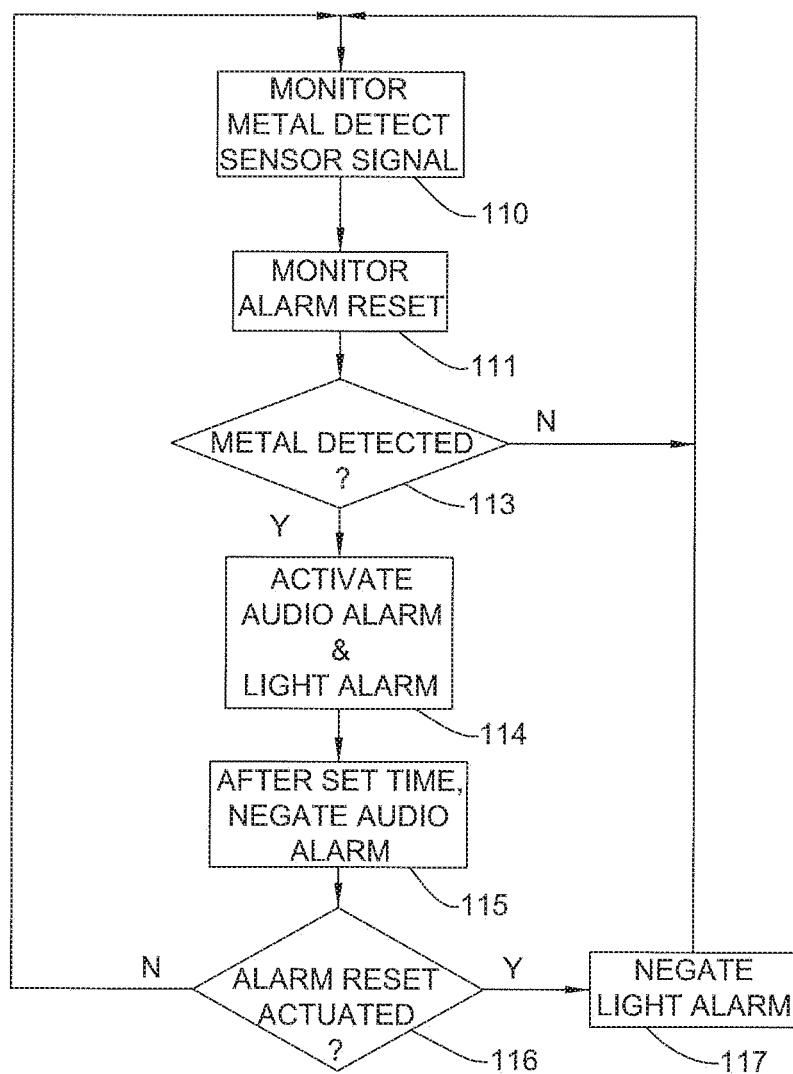 MONITOR
METAL DETECT
SENSOR SIGNAL
110
MONITOR
ALARM RESET
111
METAL DETECTED
?
N
113
Y
ACTIVATE
AUDIO ALARM
&
LIGHT ALARM
114
AFTER SET TIME,
NEGATE AUDIO
ALARM
115
N
ALARM RESET
ACTUATED
?
Y
116
NEGATE
LIGHT ALARM
117